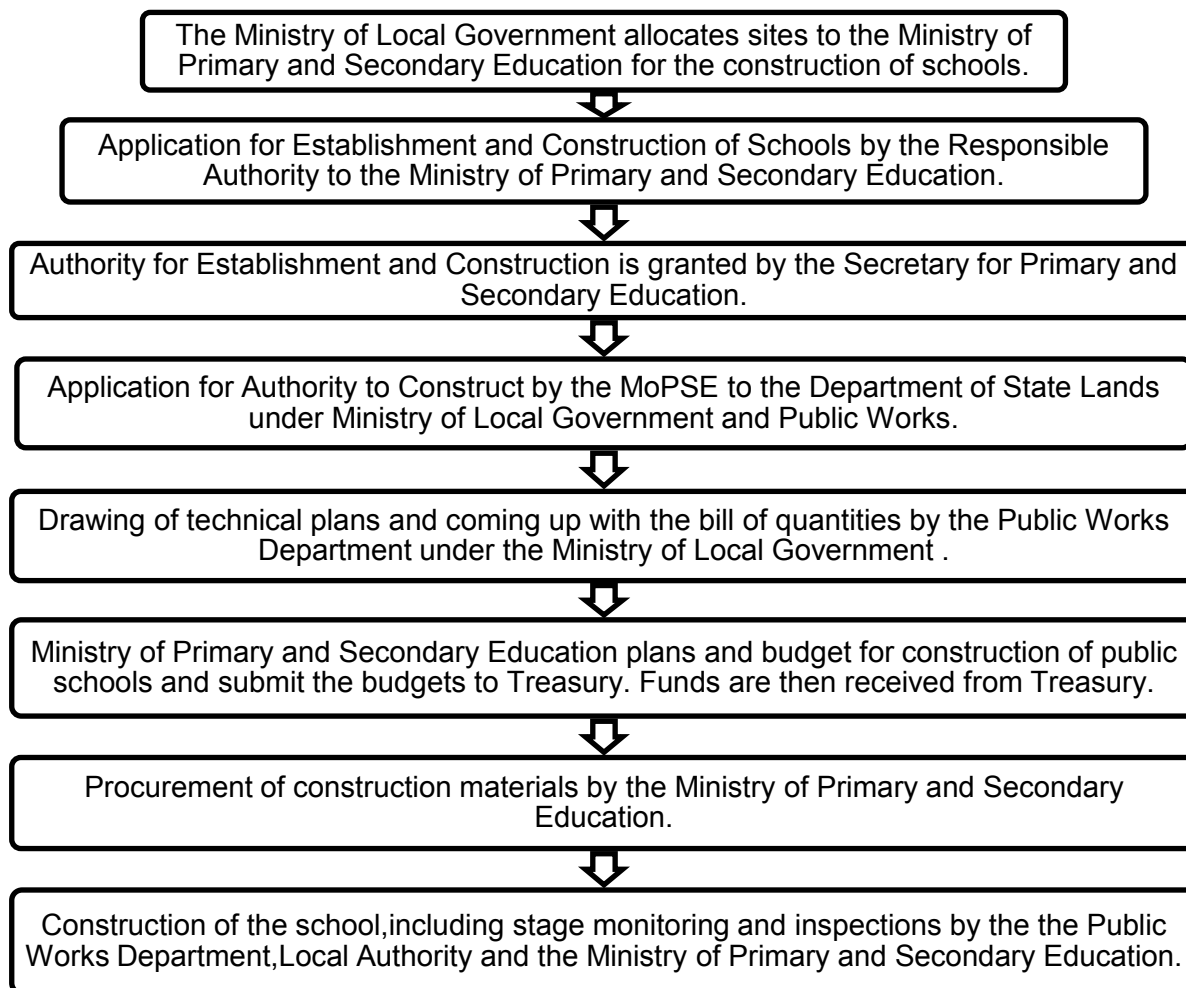 The Ministry of Local Government allocates sites to the Ministry of
Primary and Secondary Education for the construction of schools.
Application for Establishment and Construction of Schools by the Responsible
Authority to the Ministry of Primary and Secondary Education.
Authority for Establishment and Construction is granted by the Secretary for Primary and
Secondary Education.
Application for Authority to Construct by the MoPSE to the Department of State Lands
under Ministry of Local Government and Public Works.
Drawing of technical plans and coming up with the bill of quantities by the Public Works
Department under the Ministry of Local Government .
Ministry of Primary and Secondary Education plans and budget for construction of public
schools and submit the budgets to Treasury. Funds are then received from Treasury.
Procurement of construction materials by the Ministry of Primary and Secondary
Education.
Construction of the school,including stage monitoring and inspections by the the Public
Works Department,Local Authority and the Ministry of Primary and Secondary Education.